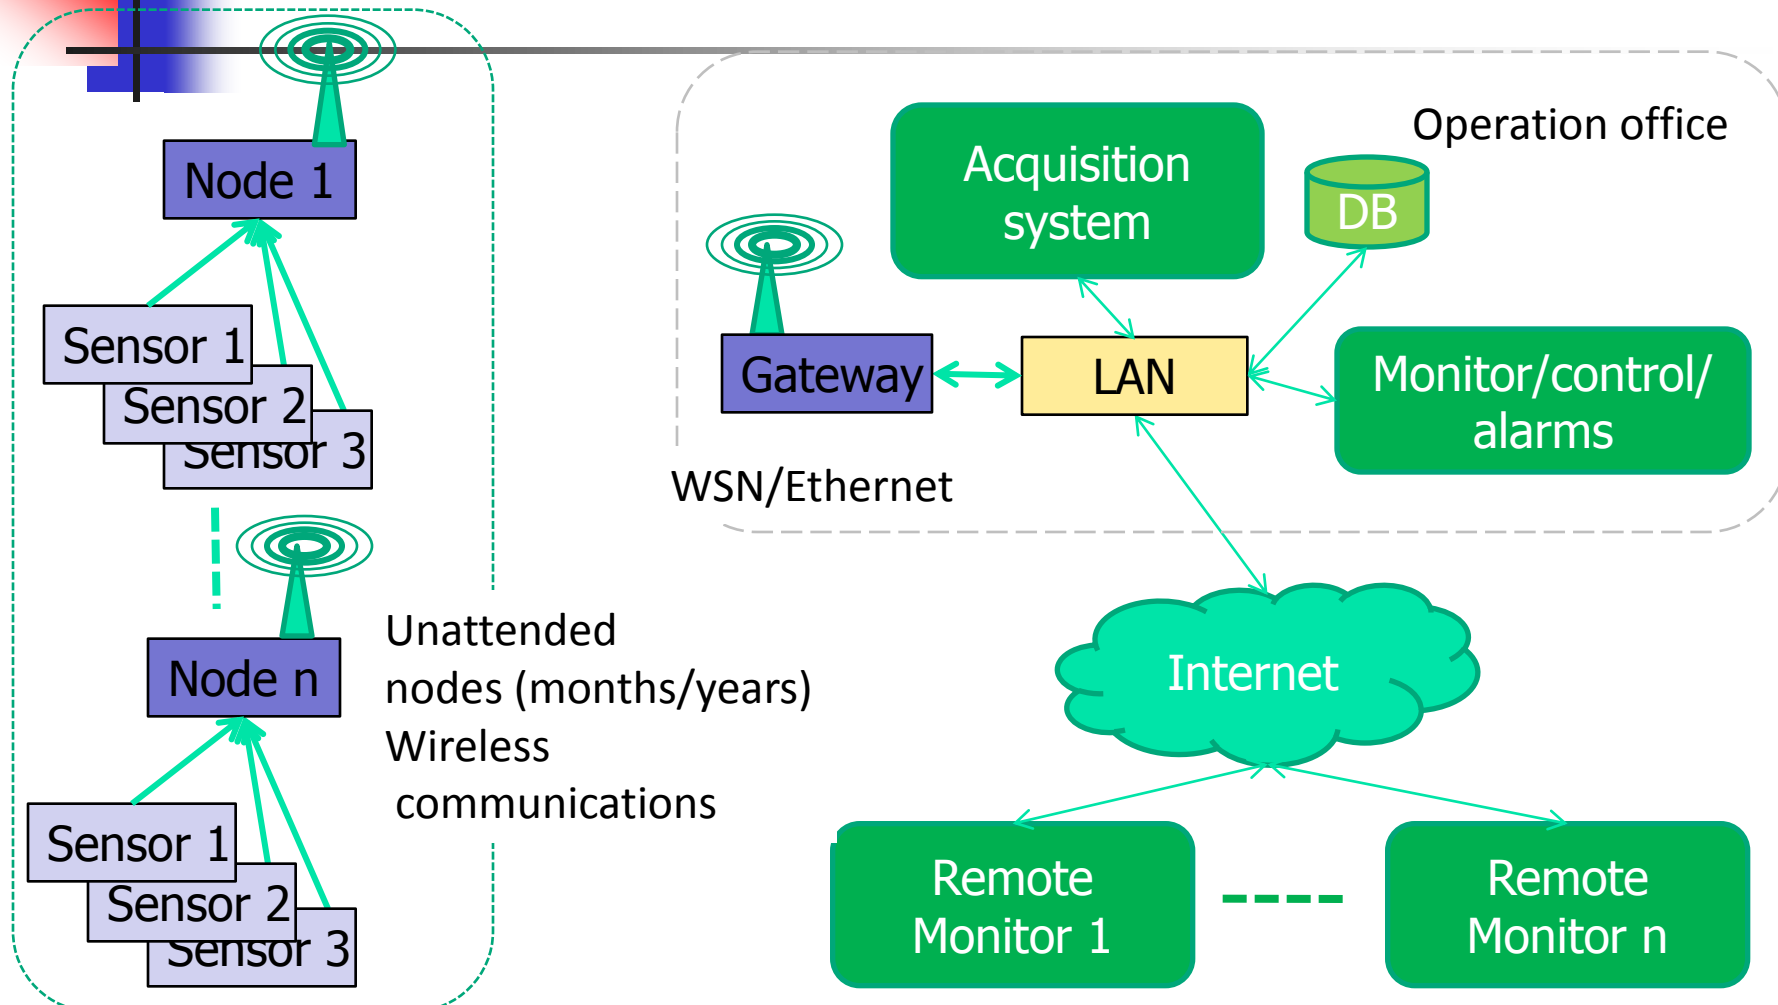 Node 1
Sensor 1
Sensor 2
Sensor 3
Node n
Sensor 1
Sensor 2
Sensor 3
Unattended
nodes (months/years)
Wireless
communications
Operation office
Acquisition
system
DB
Gateway
LAN
Monitor/control/
alarms
WSN/Ethernet
Internet
Remote
Monitor 1
Remote
Monitor n